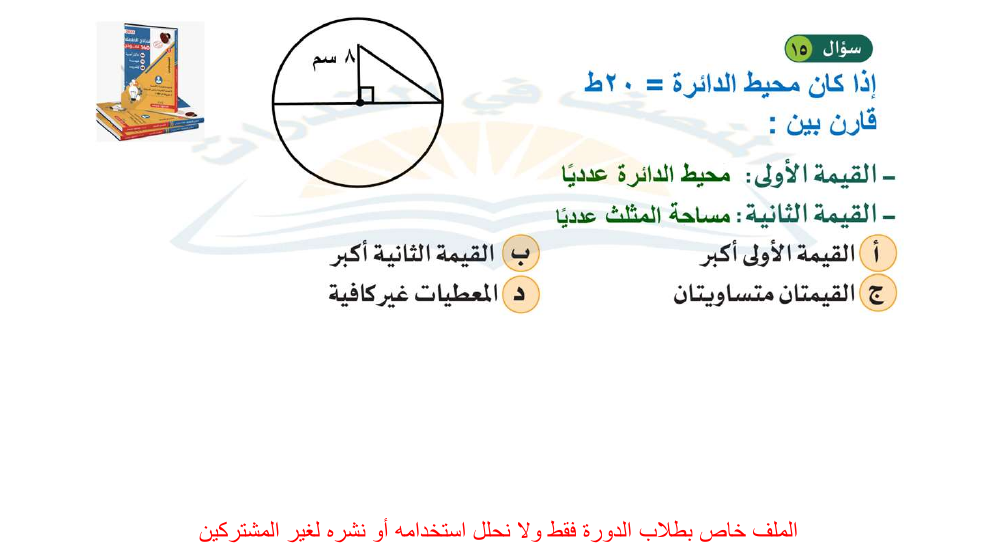 سؤال ١٥
إذا كان محيط الدائرة = ٢٠ط
قارن بين :
٨ سم
- القيمة الأولى: محيط الدائرة عدديًا
- القيمة الثانية: مساحة المثلث عدديًا
أ القيمة الأولى أكبر
ب القيمة الثانية أكبر
ج القيمتان متساويتان
د المعطيات غير كافية
الملف خاص بطلاب الدورة فقط ولا نحلل استخدامه أو نشره لغير المشتركين